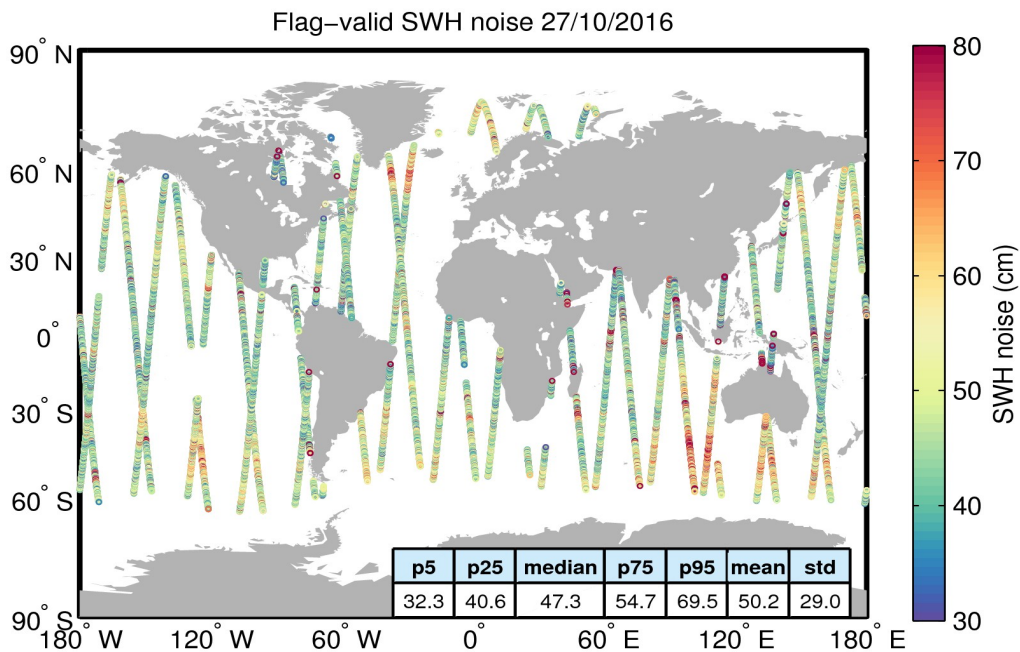 Flag−valid SWH noise 27/10/2016
90° N
60° N
30° N
0°
30° S
60° S
90° S
180° W
120° W
60° W
0°
60° E
120° E
180° E
80
70
60
50
40
30
SWH noise (cm)
p5 p25 median p75 p95 mean std
32.3 40.6 47.3 54.7 69.5 50.2 29.0